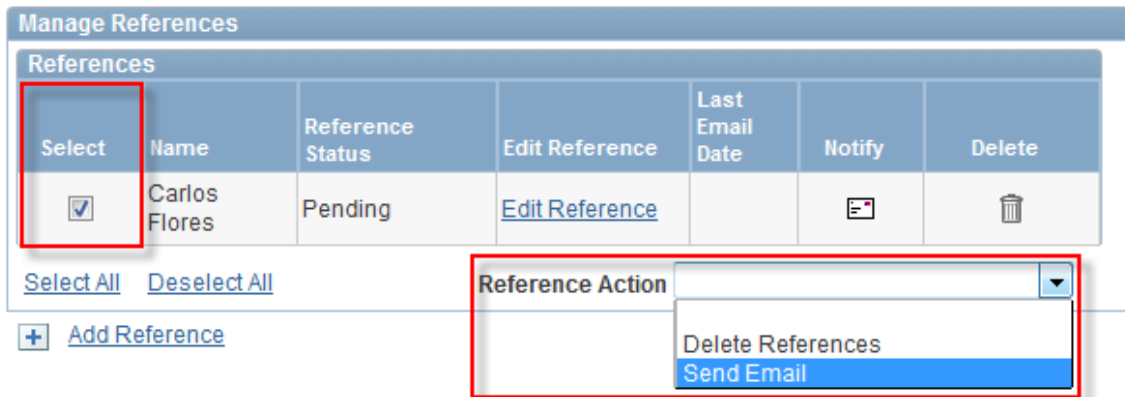 Manage References
References
Select Name Reference Status Edit Reference Last Email Date Notify Delete
Carlos Flores Pending Edit Reference
Select All Deselect All Reference Action
Add Reference
Delete References
Send Email